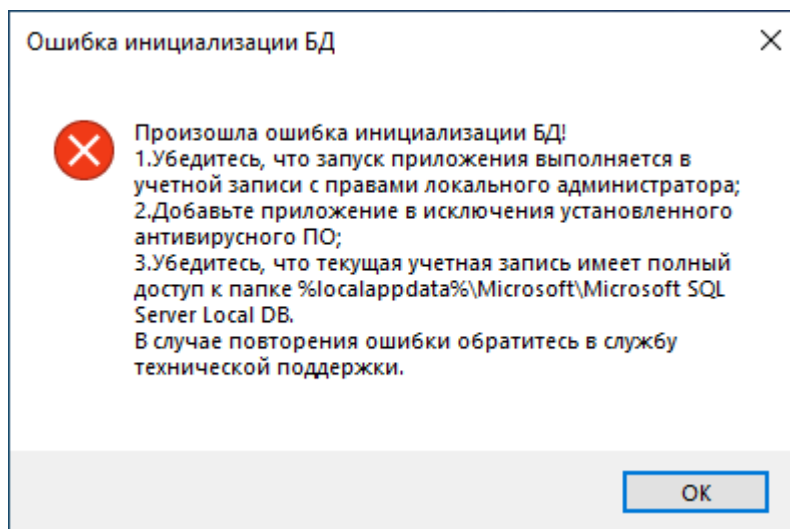 Ошибка инициализации БД
Произошла ошибка инициализации БД!
1.Убедитесь, что запуск приложения выполняется в
учетной записи с правами локального администратора;
2.Добавьте приложение в исключения установленного
антивирусного ПО;
3.Убедитесь, что текущая учетная запись имеет полный
доступ к папке %localappdata%\Microsoft\Microsoft SQL
Server Local DB.
В случае повторения ошибки обратитесь в службу
технической поддержки.
ОК